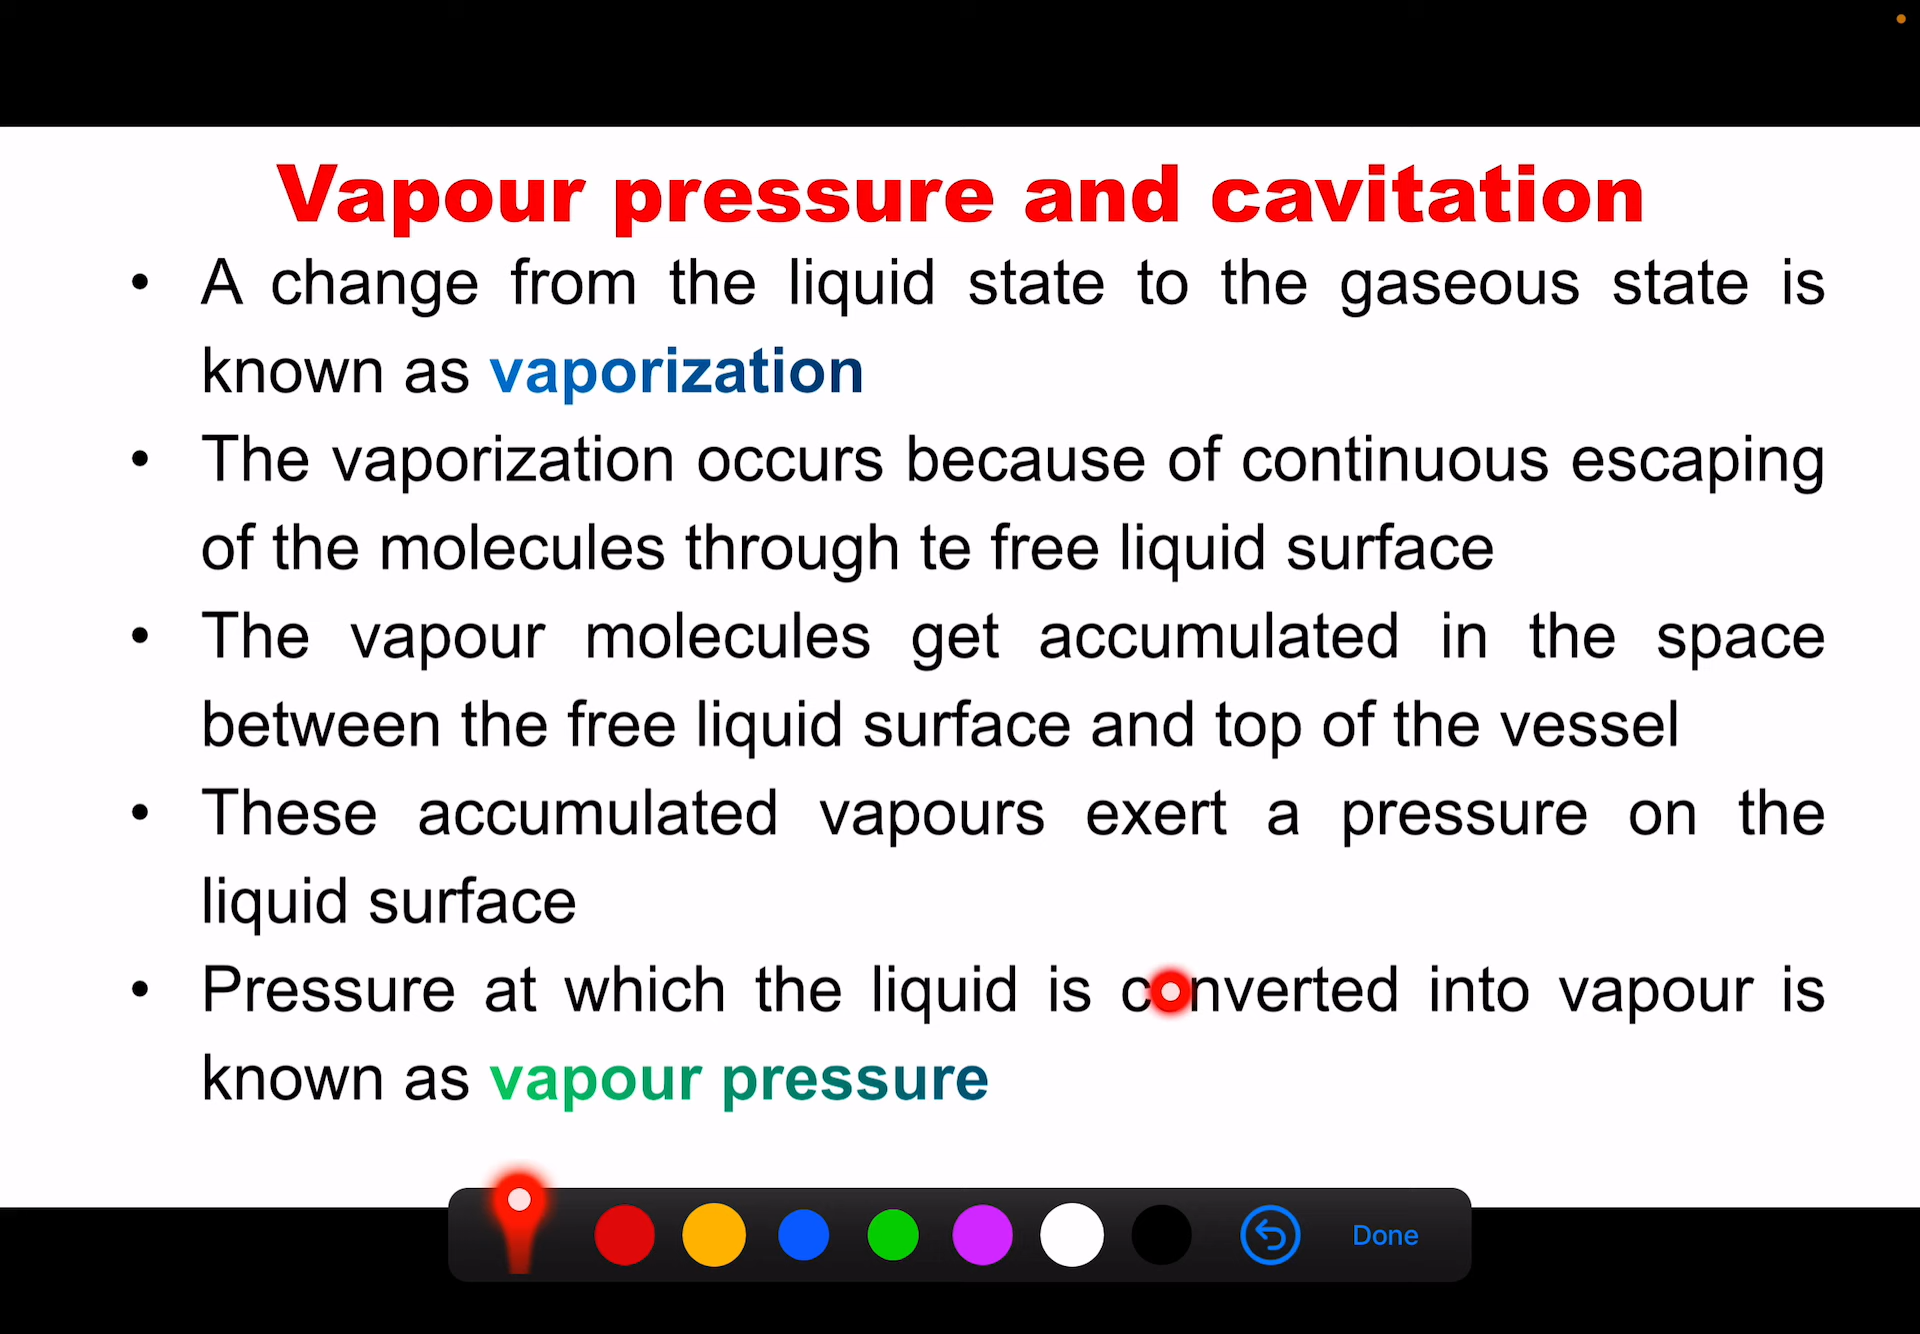 Vapour pressure and cavitation
• A change from the liquid state to the gaseous state is
known as vaporization
• The vaporization occurs because of continuous escaping
of the molecules through te free liquid surface
• The vapour molecules get accumulated in the space
between the free liquid surface and top of the vessel
• These accumulated vapours exert a pressure on the
liquid surface
• Pressure at which the liquid is converted into vapour is
known as vapour pressure
Done